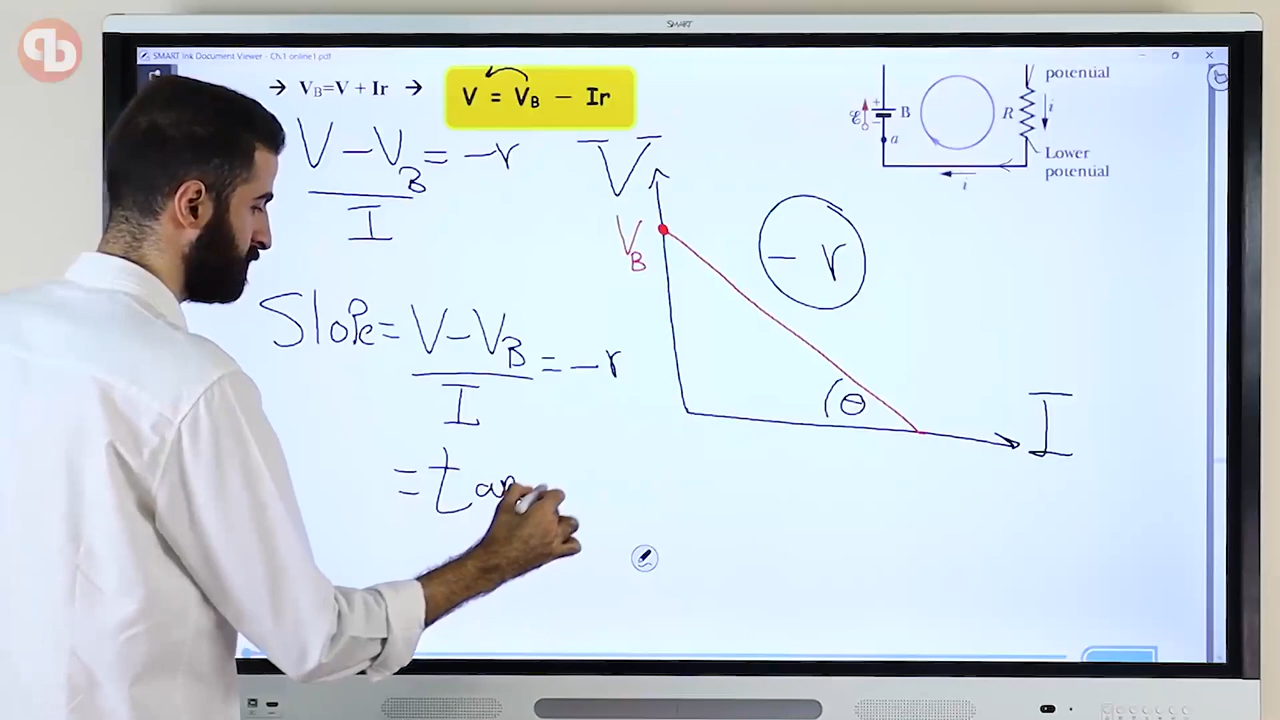 SMART
SMART Ink Document Viewer - Ch.1 online1.pdf
→ V_B=V + Ir → V = V_B − Ir
V − V_B / I = −r
Slope = V − V_B / I = −r
= tan
V
V_B
− r
θ
I
potential
ℰ + − B
a
R
i
Lower
potential
i
qb